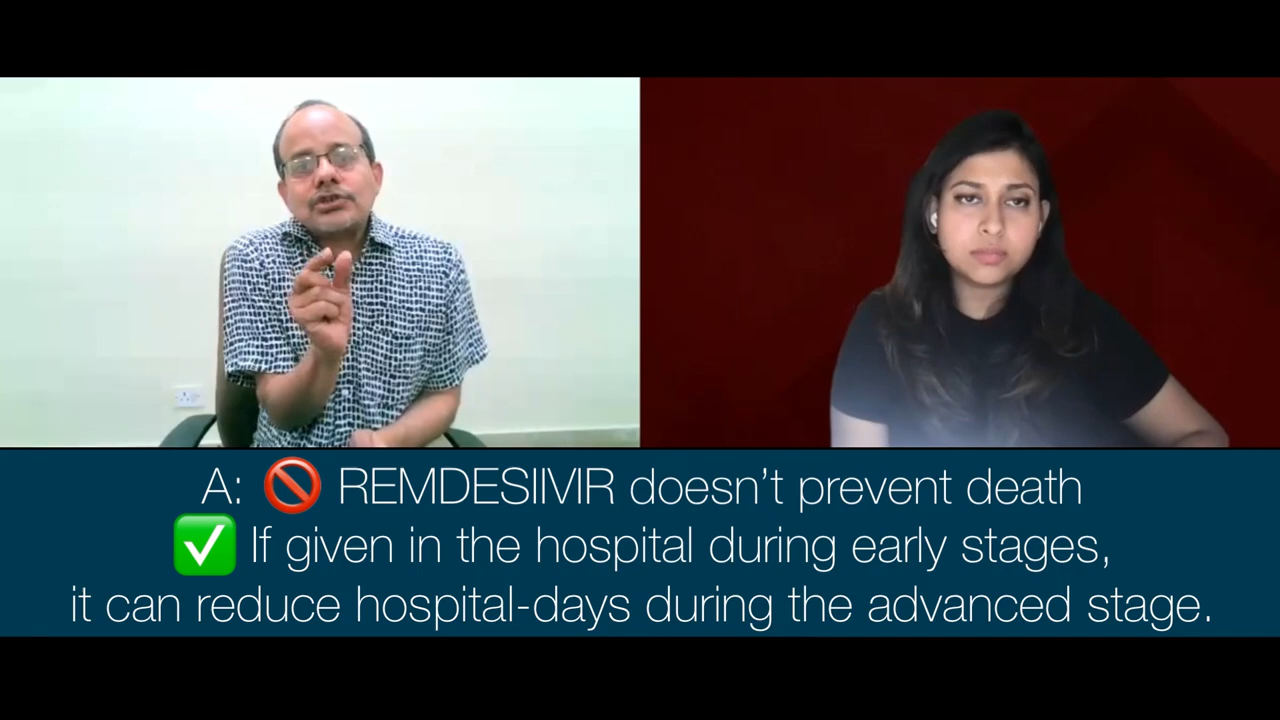 A: 🚫 REMDESIIVIR doesn’t prevent death
✅ If given in the hospital during early stages,
it can reduce hospital-days during the advanced stage.